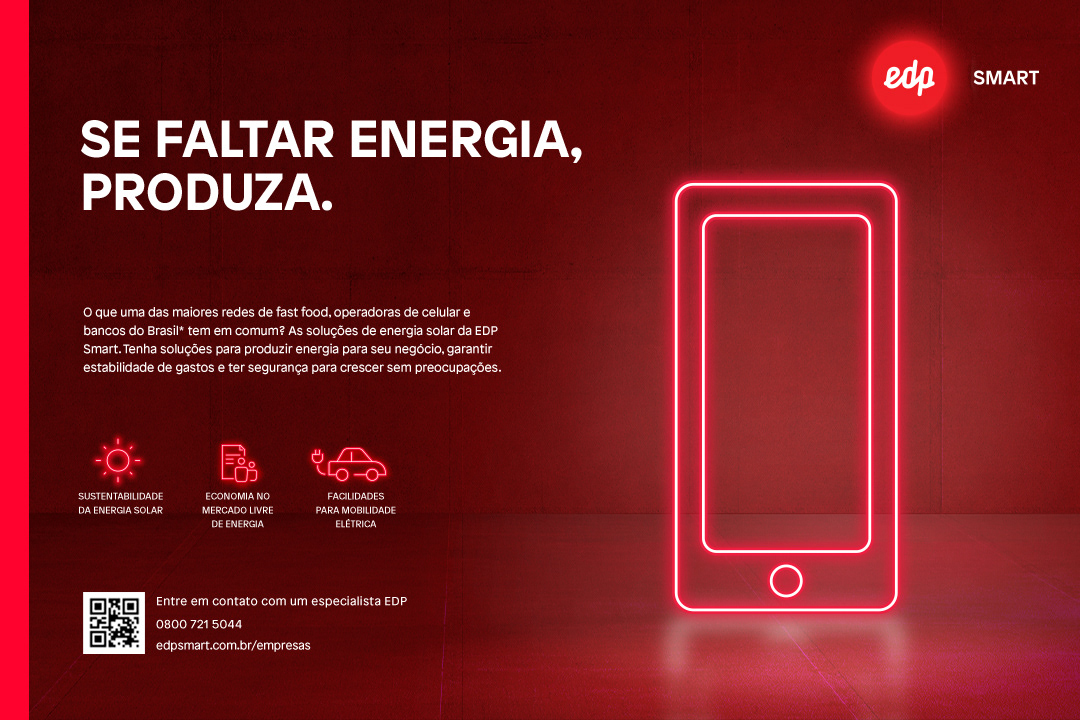 edp SMART
SE FALTAR ENERGIA,
PRODUZA.
O que uma das maiores redes de fast food, operadoras de celular e
bancos do Brasil* tem em comum? As soluções de energia solar da EDP
Smart. Tenha soluções para produzir energia para seu negócio, garantir
estabilidade de gastos e ter segurança para crescer sem preocupações.
SUSTENTABILIDADE
DA ENERGIA SOLAR
ECONOMIA NO
MERCADO LIVRE
DE ENERGIA
FACILIDADES
PARA MOBILIDADE
ELÉTRICA
Entre em contato com um especialista EDP
0800 721 5044
edpsmart.com.br/empresas